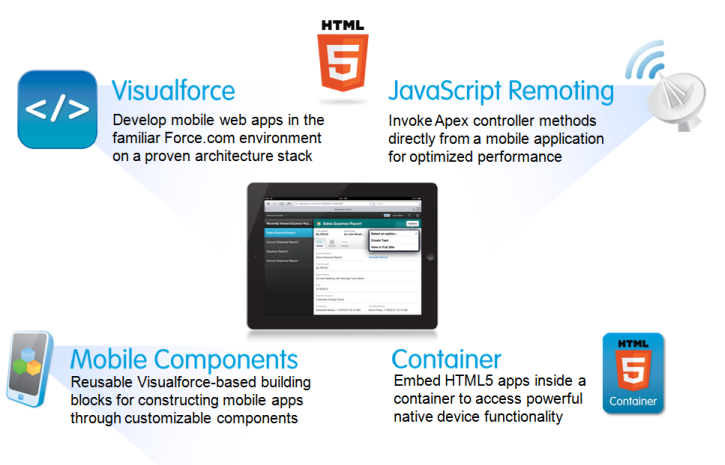 HTML
5
Visualforce
Develop mobile web apps in the
familiar Force.com environment
on a proven architecture stack
</>
JavaScript Remoting
Invoke Apex controller methods
directly from a mobile application
for optimized performance
Sales Expense Report
Select an option...
Create Task
View in Full Site
Sales Expense Report
Mobile Components
Reusable Visualforce-based building
blocks for constructing mobile apps
through customizable components
Container
Embed HTML5 apps inside a
container to access powerful
native device functionality
HTML
5
Container